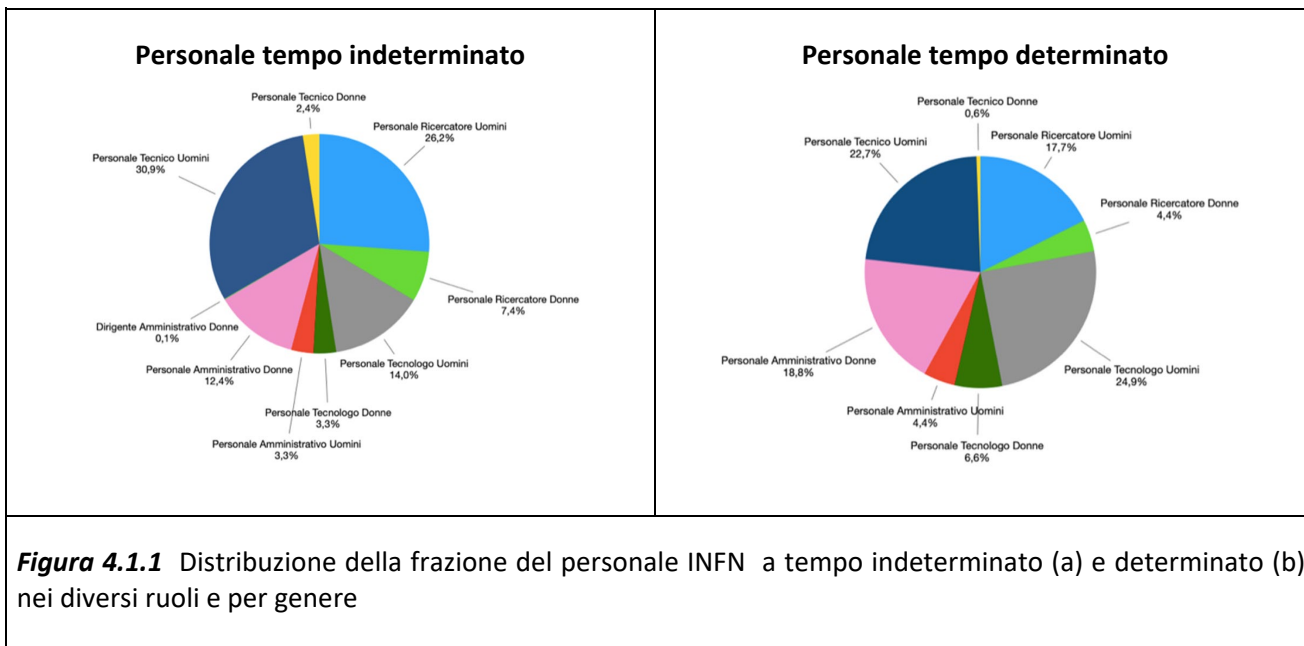 Personale tempo indeterminato
Personale Tecnico Donne
2,4%
Personale Ricercatore Uomini
26,2%
Personale Tecnico Uomini
30,9%
Personale Ricercatore Donne
7,4%
Dirigente Amministrativo Donne
0,1%
Personale Tecnologo Uomini
14,0%
Personale Amministrativo Donne
12,4%
Personale Tecnologo Donne
3,3%
Personale Amministrativo Uomini
3,3%
Personale tempo determinato
Personale Tecnico Donne
0,6%
Personale Ricercatore Uomini
17,7%
Personale Tecnico Uomini
22,7%
Personale Ricercatore Donne
4,4%
Personale Amministrativo Donne
18,8%
Personale Tecnologo Uomini
24,9%
Personale Amministrativo Uomini
4,4%
Personale Tecnologo Donne
6,6%
Figura 4.1.1 Distribuzione della frazione del personale INFN a tempo indeterminato (a) e determinato (b)
nei diversi ruoli e per genere